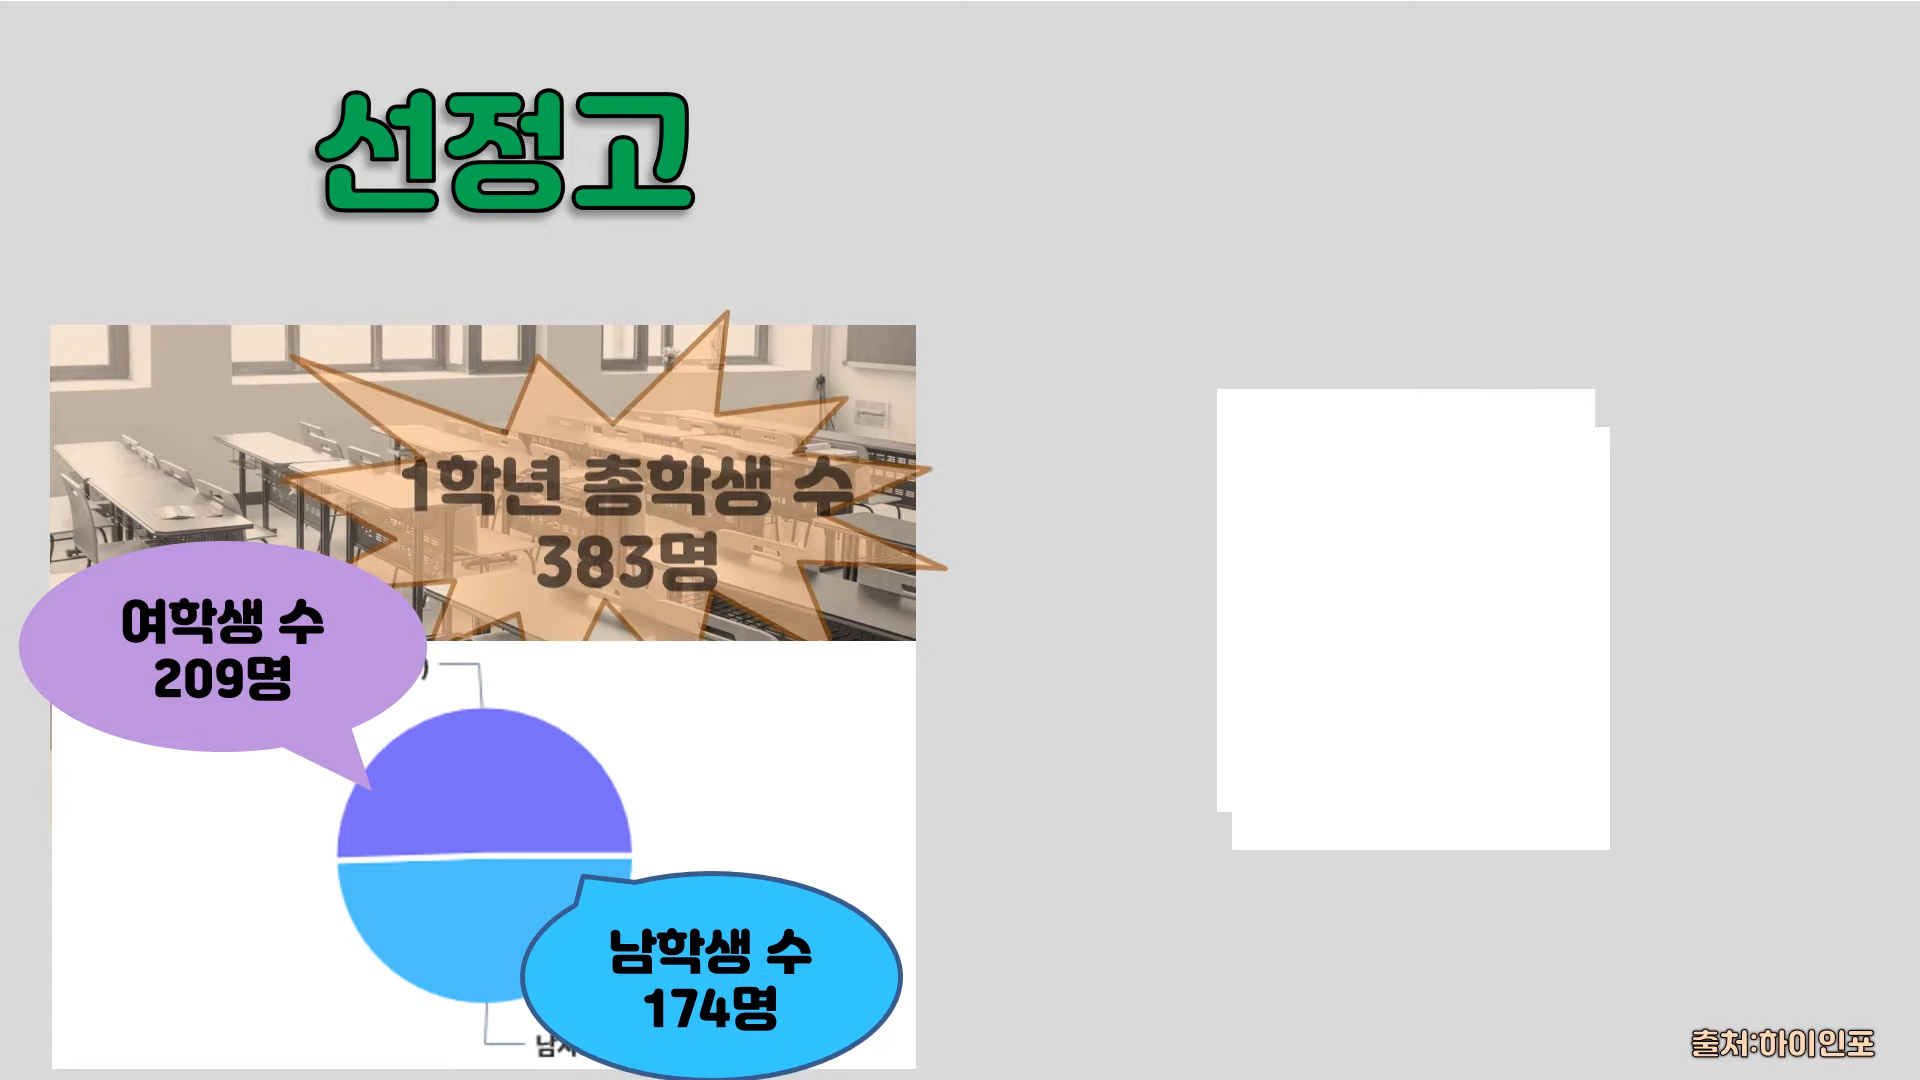 선정고
1학년 총학생 수
383명
여학생 수
209명
)
남학생 수
174명
출처:하이인포